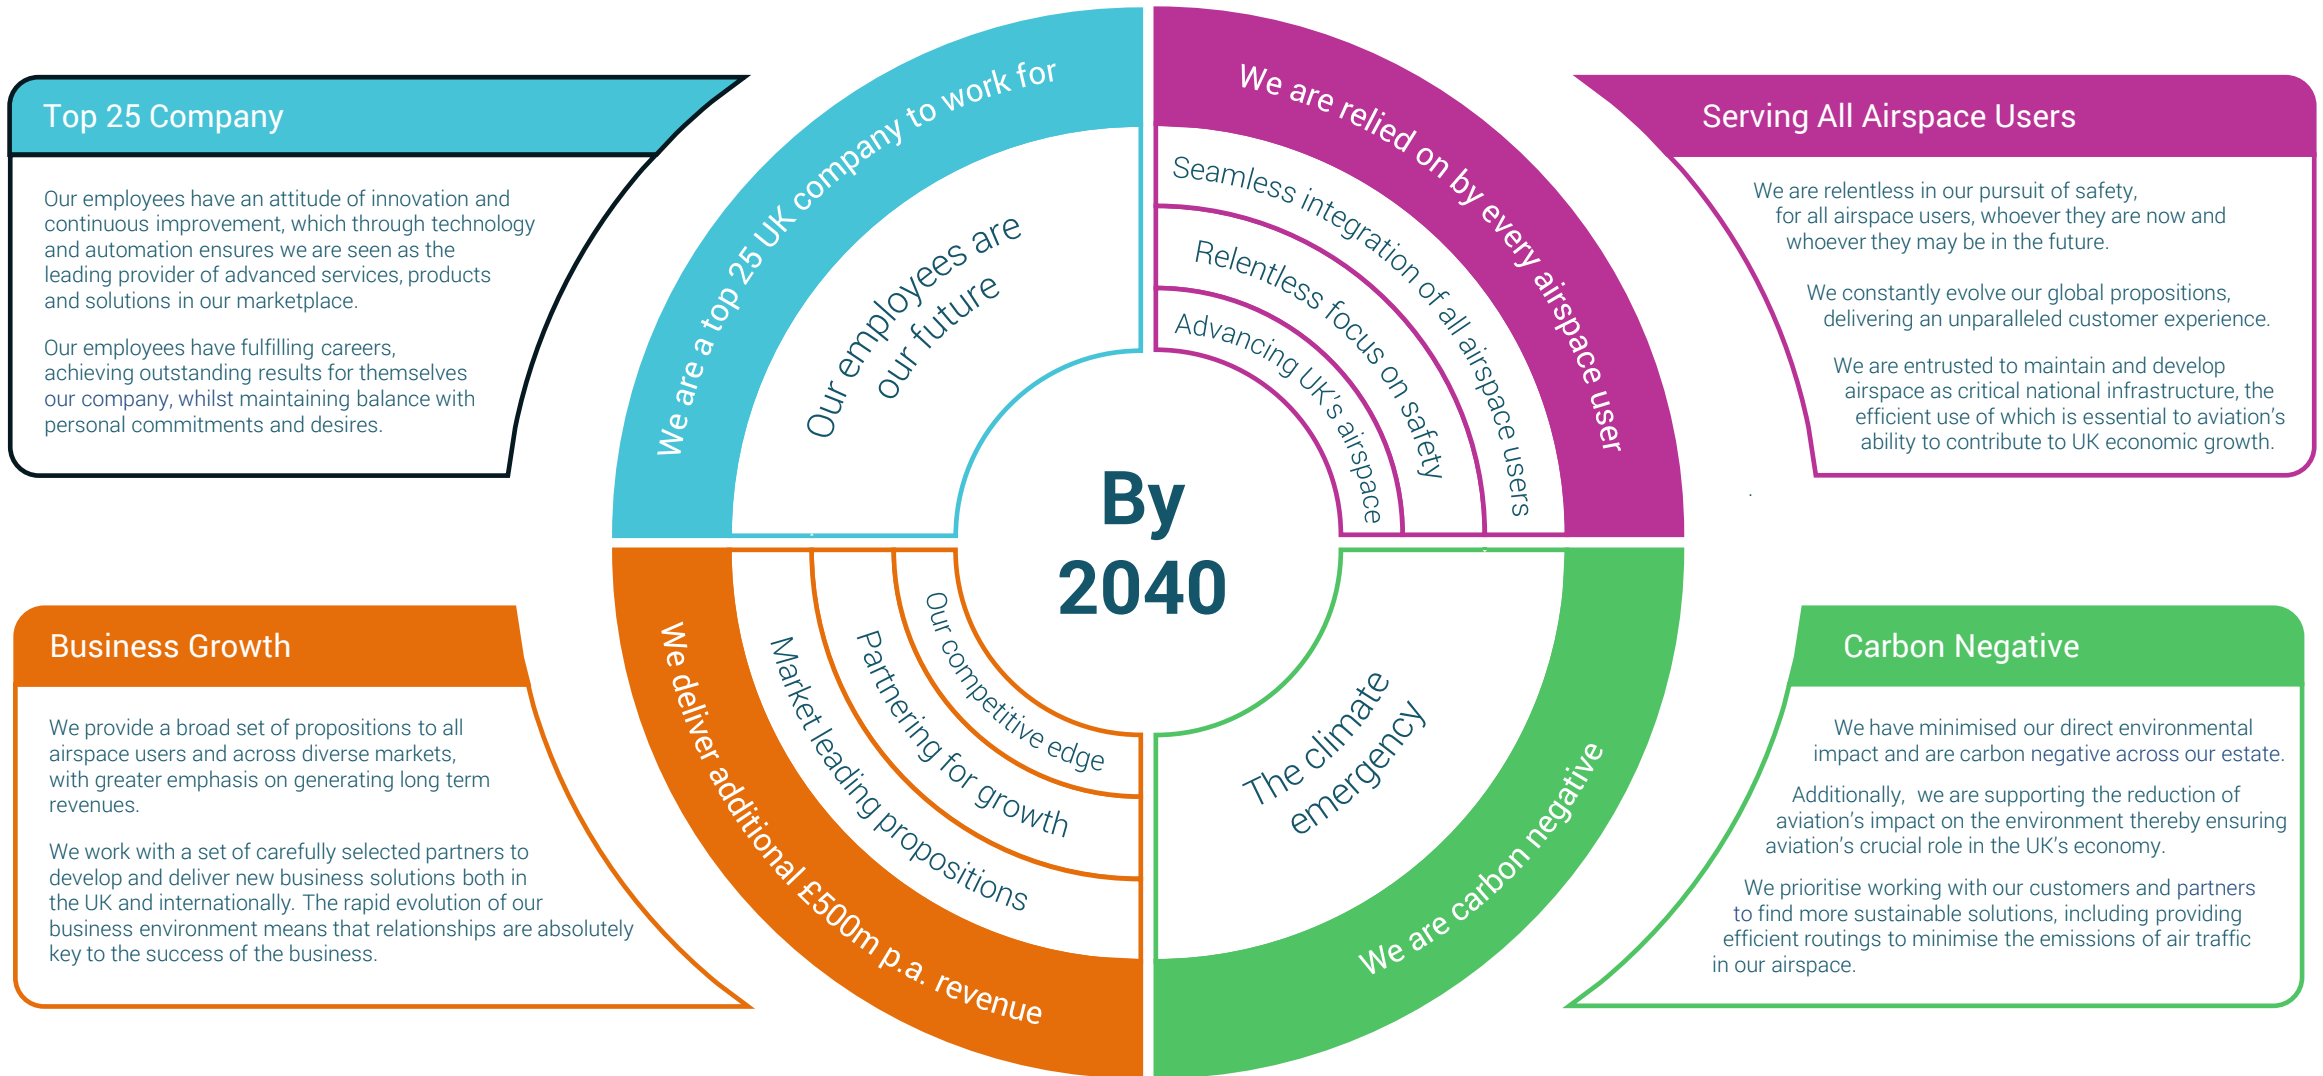 Top 25 Company
Our employees have an attitude of innovation and
continuous improvement, which through technology
and automation ensures we are seen as the
leading provider of advanced services, products
and solutions in our marketplace.
Our employees have fulfilling careers,
achieving outstanding results for themselves
our company, whilst maintaining balance with
personal commitments and desires.
We are a top 25 UK company to work for
Our employees are
our future
We are relied on by every airspace user
Seamless integration of all airspace users
Relentless focus on safety
Advancing UK's airspace
Serving All Airspace Users
We are relentless in our pursuit of safety,
for all airspace users, whoever they are now and
whoever they may be in the future.
We constantly evolve our global propositions,
delivering an unparalleled customer experience.
We are entrusted to maintain and develop
airspace as critical national infrastructure, the
efficient use of which is essential to aviation’s
ability to contribute to UK economic growth.
By
2040
Business Growth
We provide a broad set of propositions to all
airspace users and across diverse markets,
with greater emphasis on generating long term
revenues.
We work with a set of carefully selected partners to
develop and deliver new business solutions both in
the UK and internationally. The rapid evolution of our
business environment means that relationships are absolutely
key to the success of the business.
We deliver additional £500m p.a. revenue
Market leading propositions
Partnering for growth
Our competitive edge
The climate
emergency
We are carbon negative
Carbon Negative
We have minimised our direct environmental
impact and are carbon negative across our estate.
Additionally, we are supporting the reduction of
aviation’s impact on the environment thereby ensuring
aviation’s crucial role in the UK’s economy.
We prioritise working with our customers and partners
to find more sustainable solutions, including providing
efficient routings to minimise the emissions of air traffic
in our airspace.